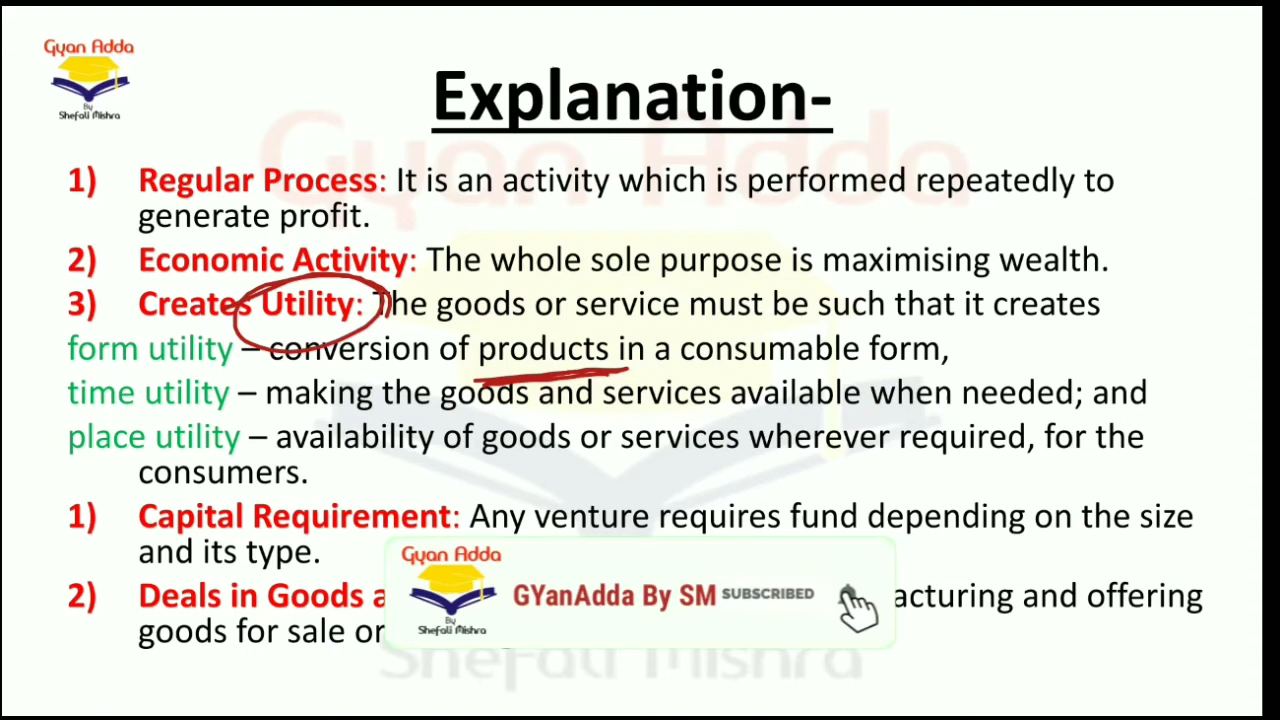 Gyan Adda
By
Shefali Mishra
Explanation-
1) Regular Process: It is an activity which is performed repeatedly to
generate profit.
2) Economic Activity: The whole sole purpose is maximising wealth.
3) Creates Utility: The goods or service must be such that it creates
form utility – conversion of products in a consumable form,
time utility – making the goods and services available when needed; and
place utility – availability of goods or services wherever required, for the
consumers.
1) Capital Requirement: Any venture requires fund depending on the size
and its type.
2) Deals in Goods a acturing and offering
goods for sale or
Gyan Adda
By
Shefali Mishra
GYanAdda By SM SUBSCRIBED
Gyan Adda
Shefali Mishra